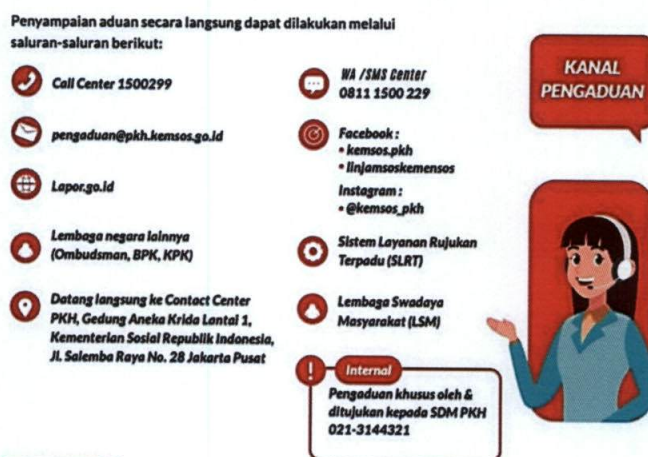 Penyampaian aduan secara langsung dapat dilakukan melalui
saluran-saluran berikut:
KANAL
PENGADUAN
Call Center 1500299
pengaduan@pkh.kemsos.go.id
Lapor.go.id
Lembaga negara lainnya
(Ombudsman, BPK, KPK)
Datang langsung ke Contact Center
PKH, Gedung Aneka Krida Lantai 1,
Kementerian Sosial Republik Indonesia,
Jl. Salemba Raya No. 28 Jakarta Pusat
WA /SMS Center
0811 1500 229
Facebook :
• kemsos.pkh
• linjamsoskemensos
Instagram :
• @kemsos_pkh
Sistem Layanan Rujukan
Terpadu (SLRT)
Lembaga Swadaya
Masyarakat (LSM)
! Internal
Pengaduan khusus oleh &
ditujukan kepada SDM PKH
021-3144321